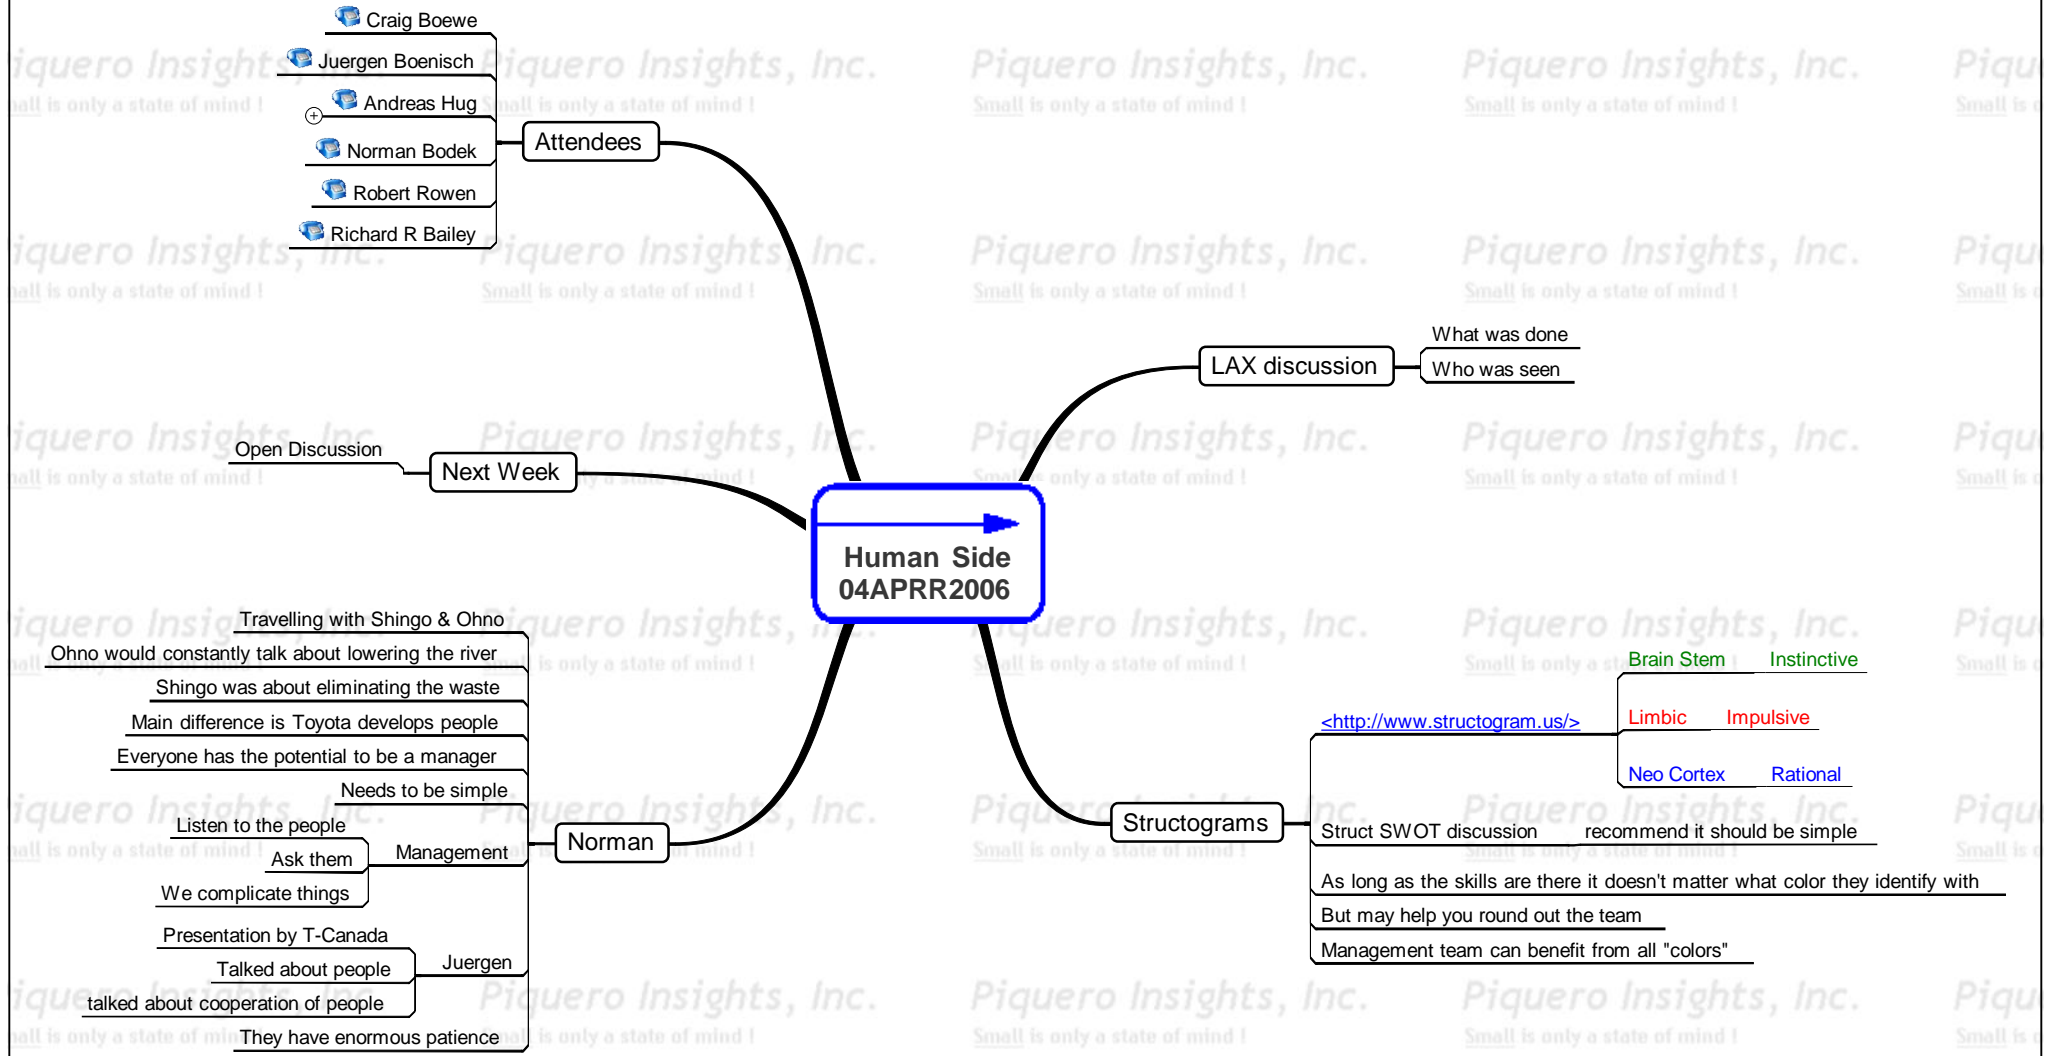 Craig Boewe
Juergen Boenisch
Andreas Hug
Norman Bodek
Robert Rowen
Richard R Bailey
Attendees
LAX discussion
What was done
Who was seen
Open Discussion
Next Week
Human Side
04APRR2006
Travelling with Shingo & Ohno
Ohno would constantly talk about lowering the river
Shingo was about eliminating the waste
Main difference is Toyota develops people
Everyone has the potential to be a manager
Needs to be simple
Listen to the people
Ask them
We complicate things
Management
Norman
Presentation by T-Canada
Talked about people
talked about cooperation of people
Juergen
They have enormous patience
Structograms
<http://www.structogram.us/>
Brain Stem Instinctive
Limbic Impulsive
Neo Cortex Rational
Struct SWOT discussion recommend it should be simple
As long as the skills are there it doesn't matter what color they identify with
But may help you round out the team
Management team can benefit from all "colors"
Piquero Insights, Inc.
Small is only a state of mind !